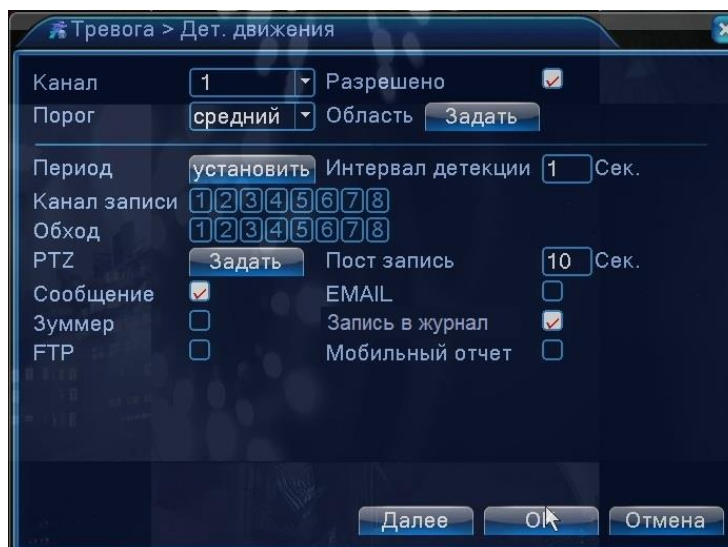 Тревога > Дет. движения
Канал 1 Разрешено
Порог средний Область Задать
Период установить Интервал детекции 1 Сек.
Канал записи 1 2 3 4 5 6 7 8
Обход 1 2 3 4 5 6 7 8
PTZ Задать Пост запись 10 Сек.
Сообщение EMAIL
Зуммер Запись в журнал
FTP Мобильный отчет
Далее OK Отмена